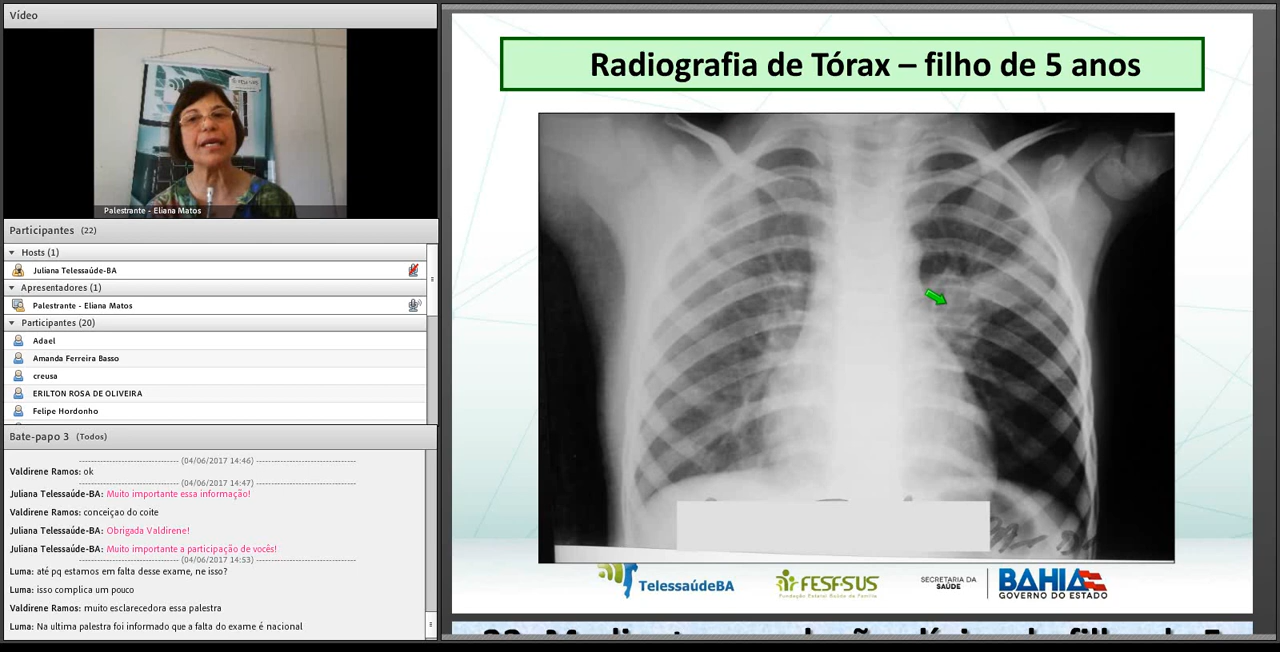 Vídeo
Palestrante - Eliana Matos
Participantes (22)
Hosts (1)
Juliana Telessaúde-BA
Apresentadores (1)
Palestrante - Eliana Matos
Participantes (20)
Adael
Amanda Ferreira Basso
creusa
ERILTON ROSA DE OLIVEIRA
Felipe Hordonho
Bate-papo 3 (Todos)
(04/06/2017 14:46)
Valdirene Ramos: ok
(04/06/2017 14:47)
Juliana Telessaúde-BA: Muito importante essa informação!
Valdirene Ramos: conceiçao do coite
Juliana Telessaúde-BA: Obrigada Valdirene!
Juliana Telessaúde-BA: Muito importante a participação de vocês!
(04/06/2017 14:53)
Luma: até pq estamos em falta desse exame, ne isso?
Luma: isso complica um pouco
Valdirene Ramos: muito esclarecedora essa palestra
Luma: Na ultima palestra foi informado que a falta do exame é nacional
Radiografia de Tórax – filho de 5 anos
TelessaúdeBA
FESFSUS
Fundação Estatal Saúde da Família
SECRETARIA DA
SAÚDE
BAHIA
GOVERNO DO ESTADO